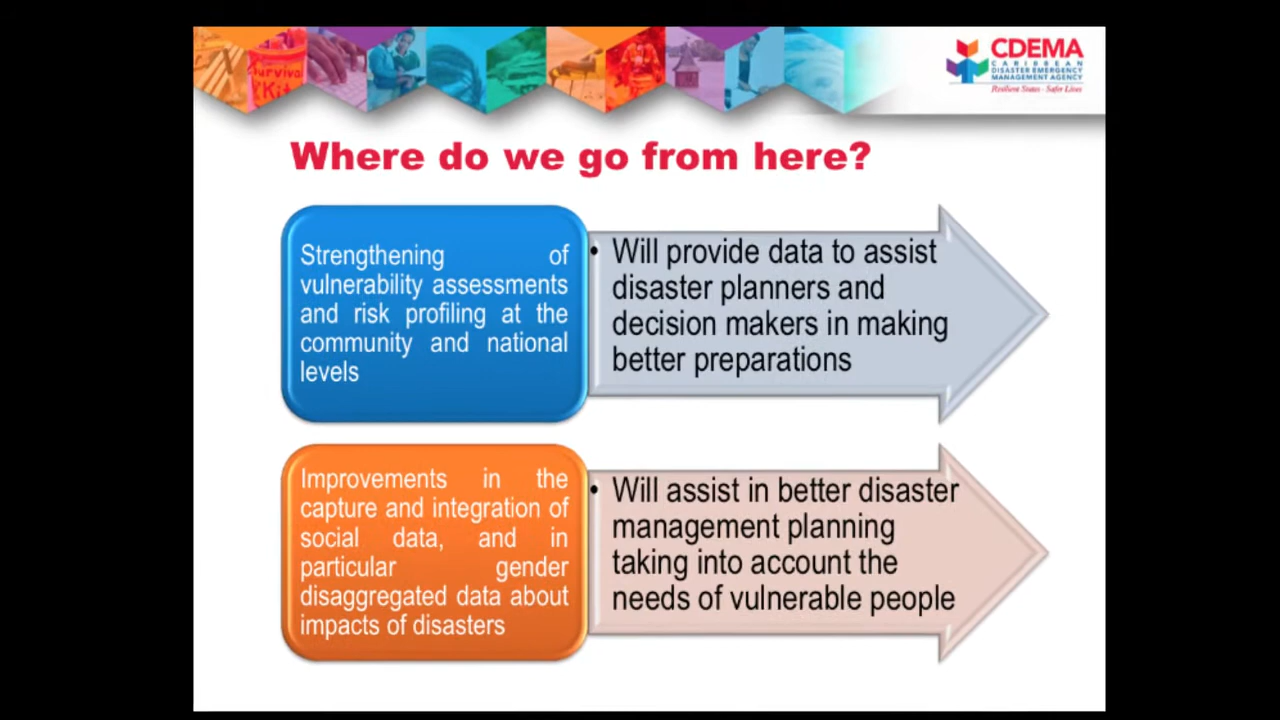 Survival
Kit
CDEMA
CARIBBEAN
DISASTER EMERGENCY
MANAGEMENT AGENCY
Resilient States - Safer Lives
Where do we go from here?
Strengthening of
vulnerability assessments
and risk profiling at the
community and national
levels
• Will provide data to assist
disaster planners and
decision makers in making
better preparations
Improvements in the
capture and integration of
social data, and in
particular gender
disaggregated data about
impacts of disasters
• Will assist in better disaster
management planning
taking into account the
needs of vulnerable people